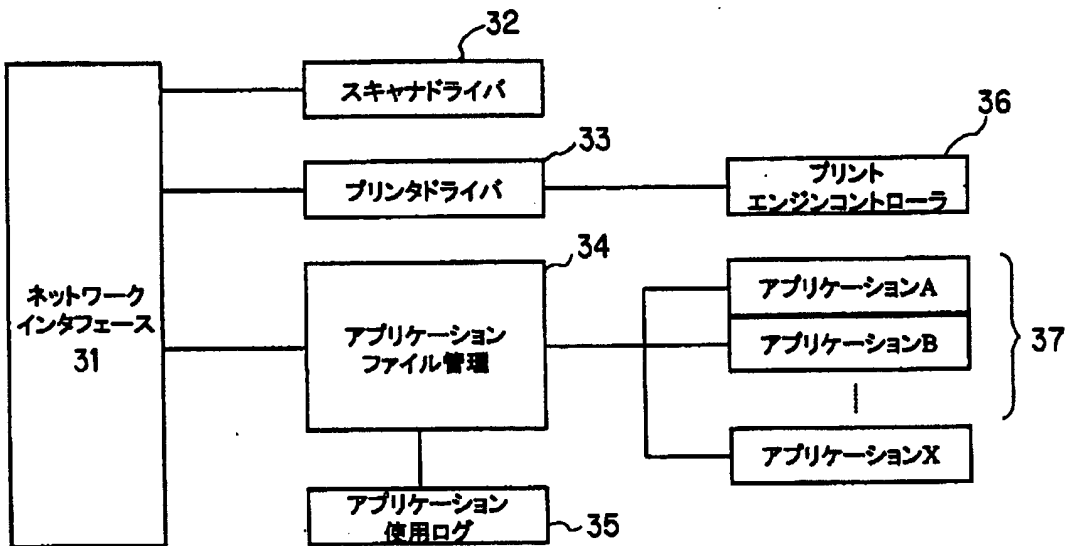 32
スキャナドライバ
33
プリンタドライバ
36
プリント
エンジンコントローラ
ネットワーク
インタフェース
31
34
アプリケーション
ファイル管理
アプリケーションA
アプリケーションB
アプリケーションX
37
アプリケーション
使用ログ
35